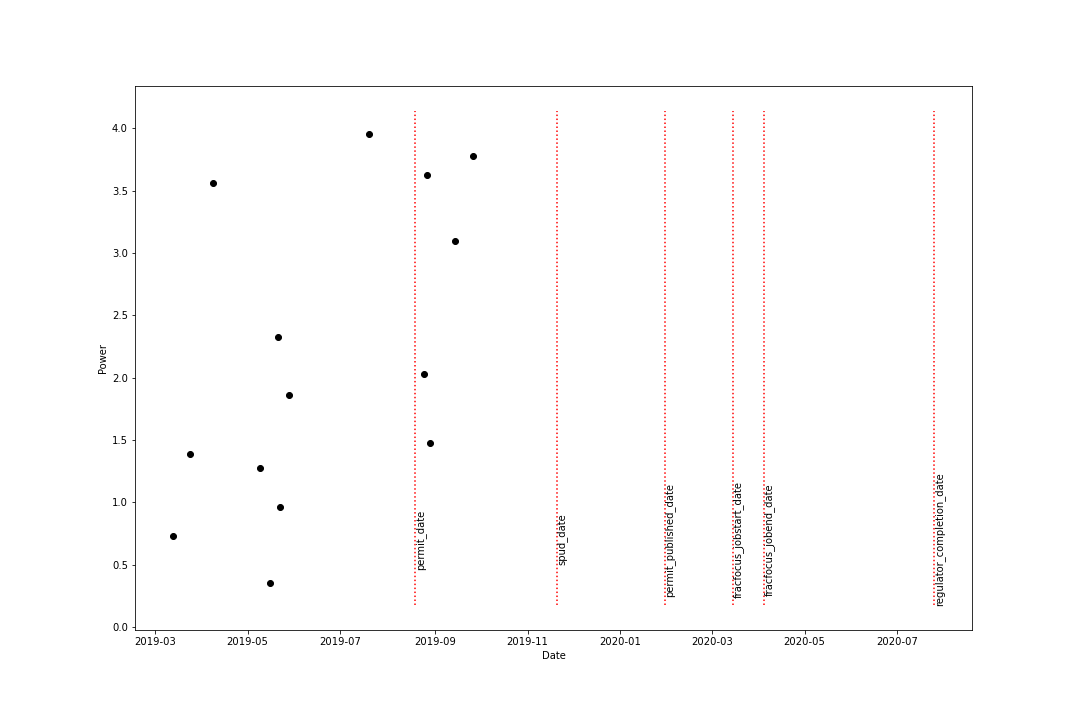 4.0
3.5
3.0
2.5
2.0
1.5
1.0
0.5
0.0
Power
permit_date
spud_date
permit_published_date
fracfocus_jobstart_date
fracfocus_jobend_date
regulator_completion_date
2019-03
2019-05
2019-07
2019-09
2019-11
2020-01
2020-03
2020-05
2020-07
Date